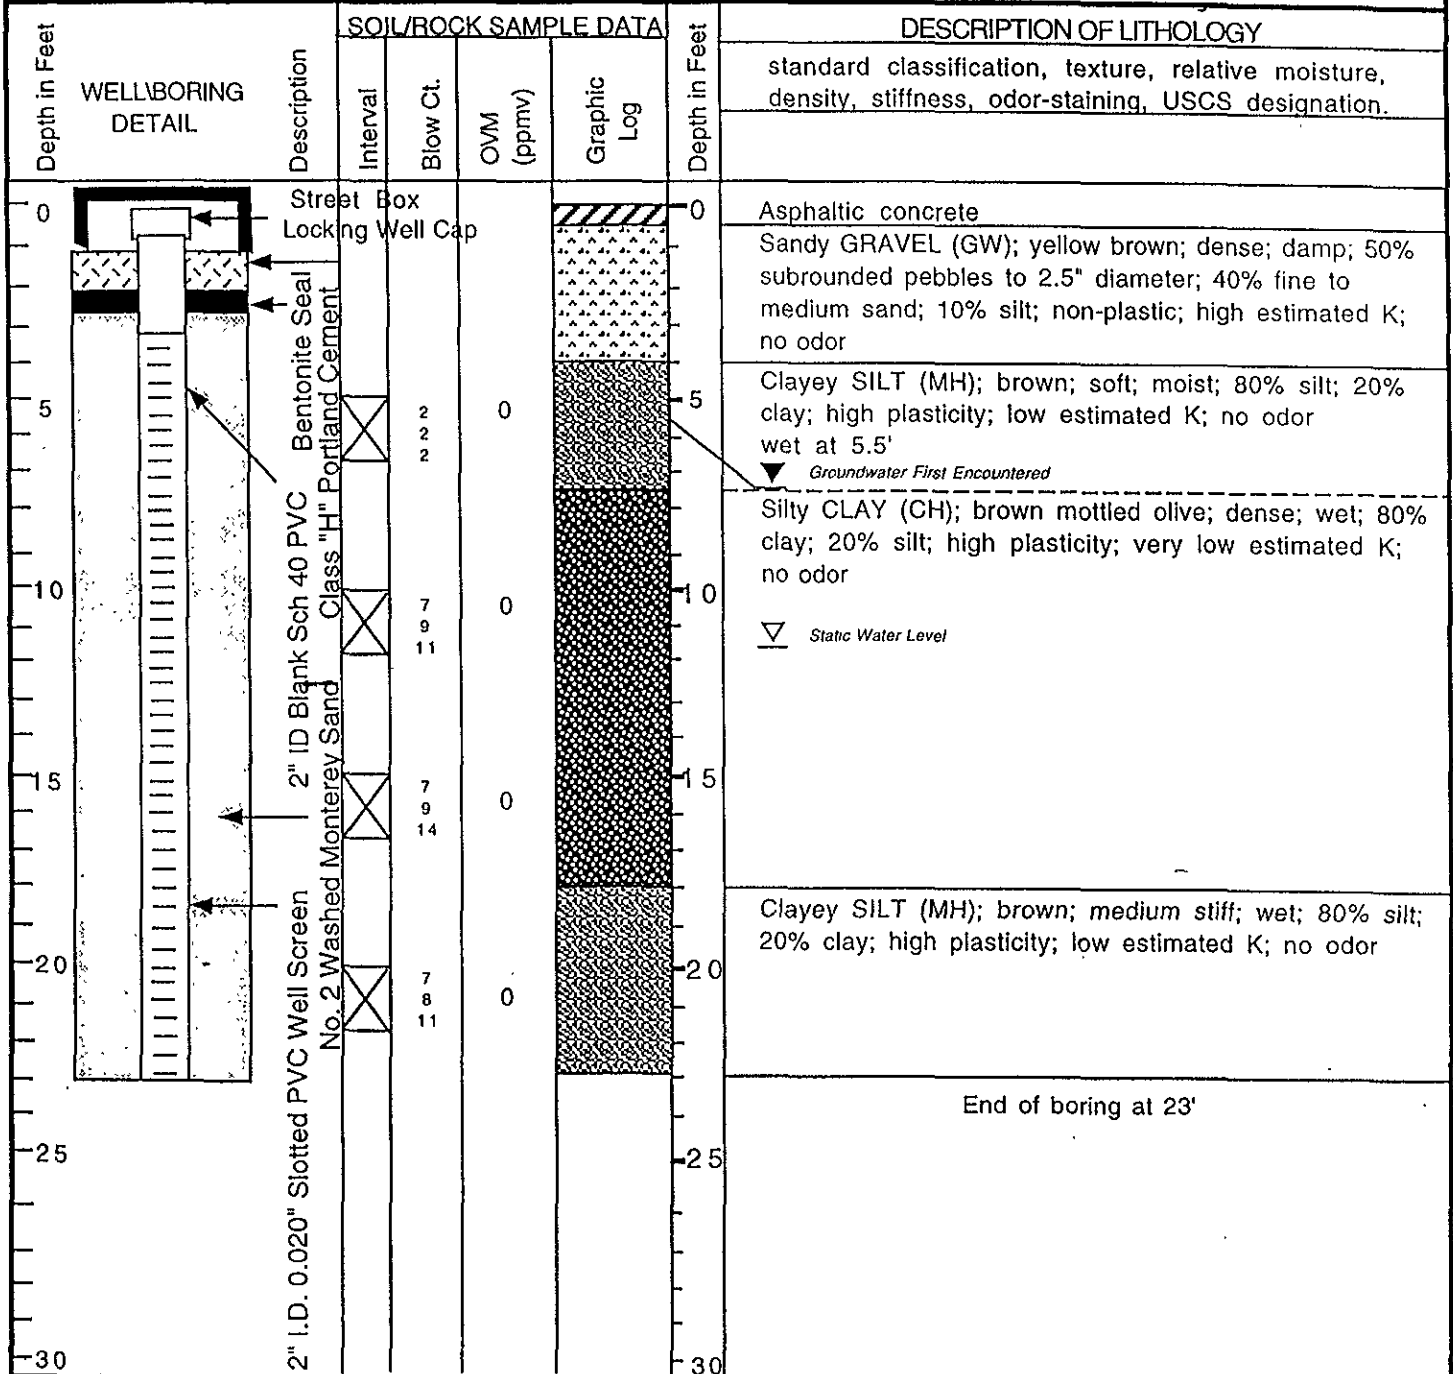 SOIL/ROCK SAMPLE DATA
DESCRIPTION OF LITHOLOGY
Depth in Feet
WELL\BORING
DETAIL
Description
Interval
Blow Ct.
OVM
(ppmv)
Graphic
Log
Depth in Feet
standard classification, texture, relative moisture,
density, stiffness, odor-staining, USCS designation.
0
Street Box
Locking Well Cap
0
Asphaltic concrete
Sandy GRAVEL (GW); yellow brown; dense; damp; 50%
subrounded pebbles to 2.5" diameter; 40% fine to
medium sand; 10% silt; non-plastic; high estimated K;
no odor
Bentonite Seal
Class "H" Portland Cement
5
2
2
2
0
5
Clayey SILT (MH); brown; soft; moist; 80% silt; 20%
clay; high plasticity; low estimated K; no odor
wet at 5.5'
Groundwater First Encountered
Silty CLAY (CH); brown mottled olive; dense; wet; 80%
clay; 20% silt; high plasticity; very low estimated K;
no odor
2" ID Blank Sch 40 PVC
10
7
9
11
0
10
Static Water Level
No. 2 Washed Monterey Sand
15
7
9
14
0
15
Clayey SILT (MH); brown; medium stiff; wet; 80% silt;
20% clay; high plasticity; low estimated K; no odor
2" I.D. 0.020" Slotted PVC Well Screen
20
7
8
11
0
20
End of boring at 23'
25
25
30
30